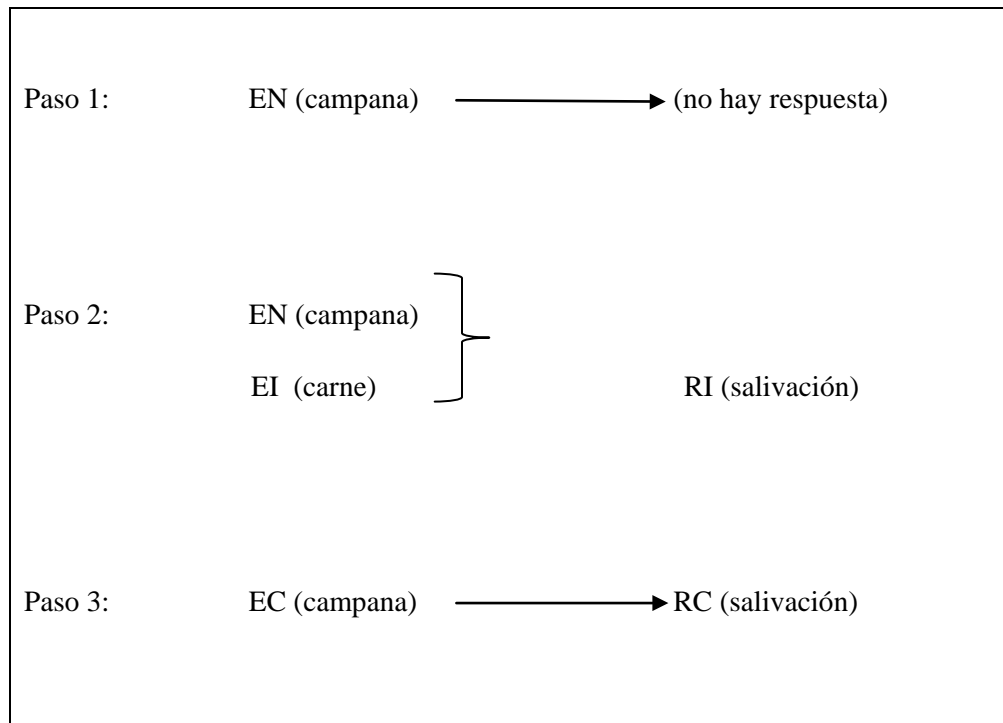 Paso 1: EN (campana) (no hay respuesta)
Paso 2: EN (campana)
EI (carne) RI (salivación)
Paso 3: EC (campana) RC (salivación)